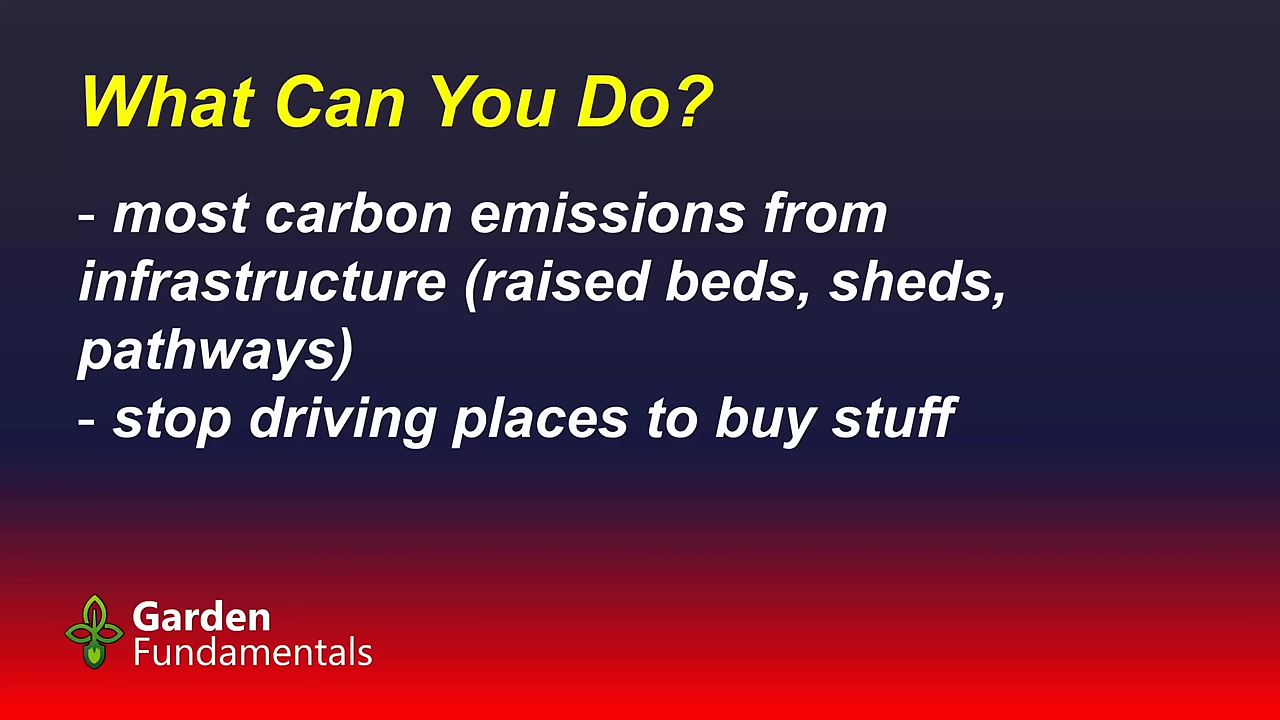 What Can You Do?
- most carbon emissions from
infrastructure (raised beds, sheds,
pathways)
- stop driving places to buy stuff
Garden
Fundamentals